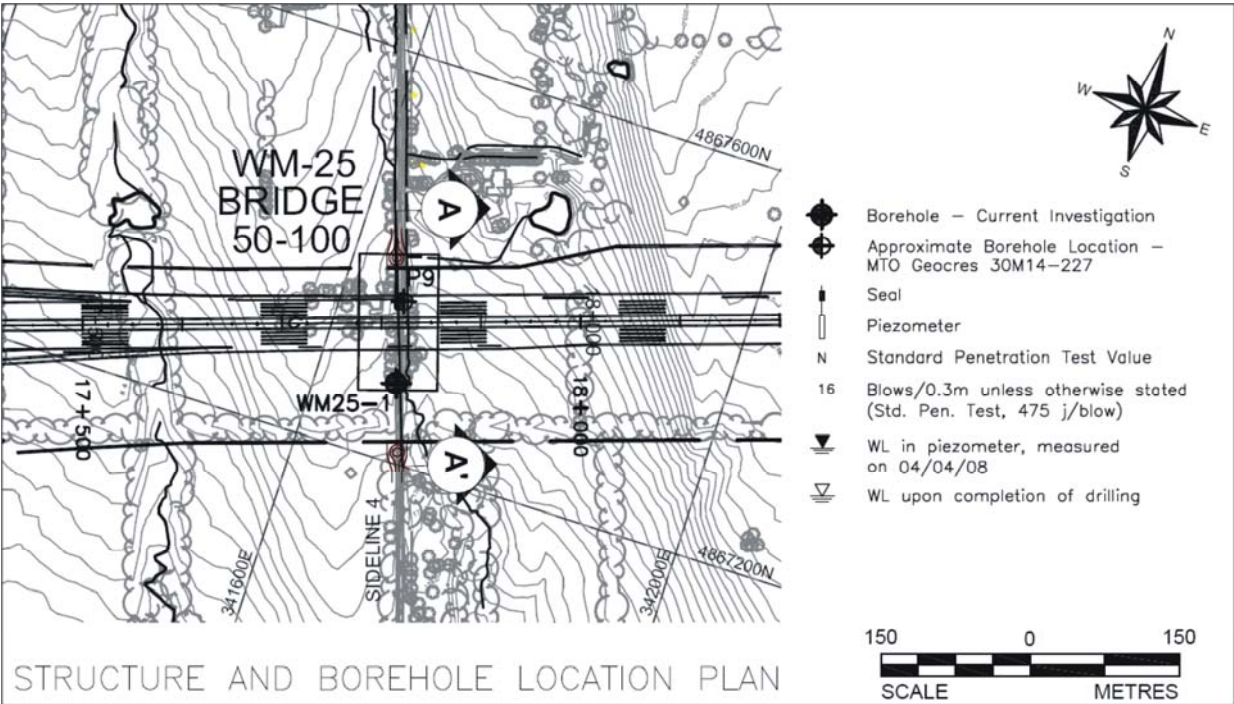 WM-25
BRIDGE
50-100
4867600N
A
P9
18+000
WM25-1
17+500
18+000
A'
SIDELINE 4
341600E
342000E
4867200N
N
W
E
S
Borehole – Current Investigation
Approximate Borehole Location –
MTO Geocres 30M14-227
Seal
Piezometer
N Standard Penetration Test Value
16 Blows/0.3m unless otherwise stated
(Std. Pen. Test, 475 j/blow)
WL in piezometer, measured
on 04/04/08
WL upon completion of drilling
150 0 150
SCALE METRES
STRUCTURE AND BOREHOLE LOCATION PLAN